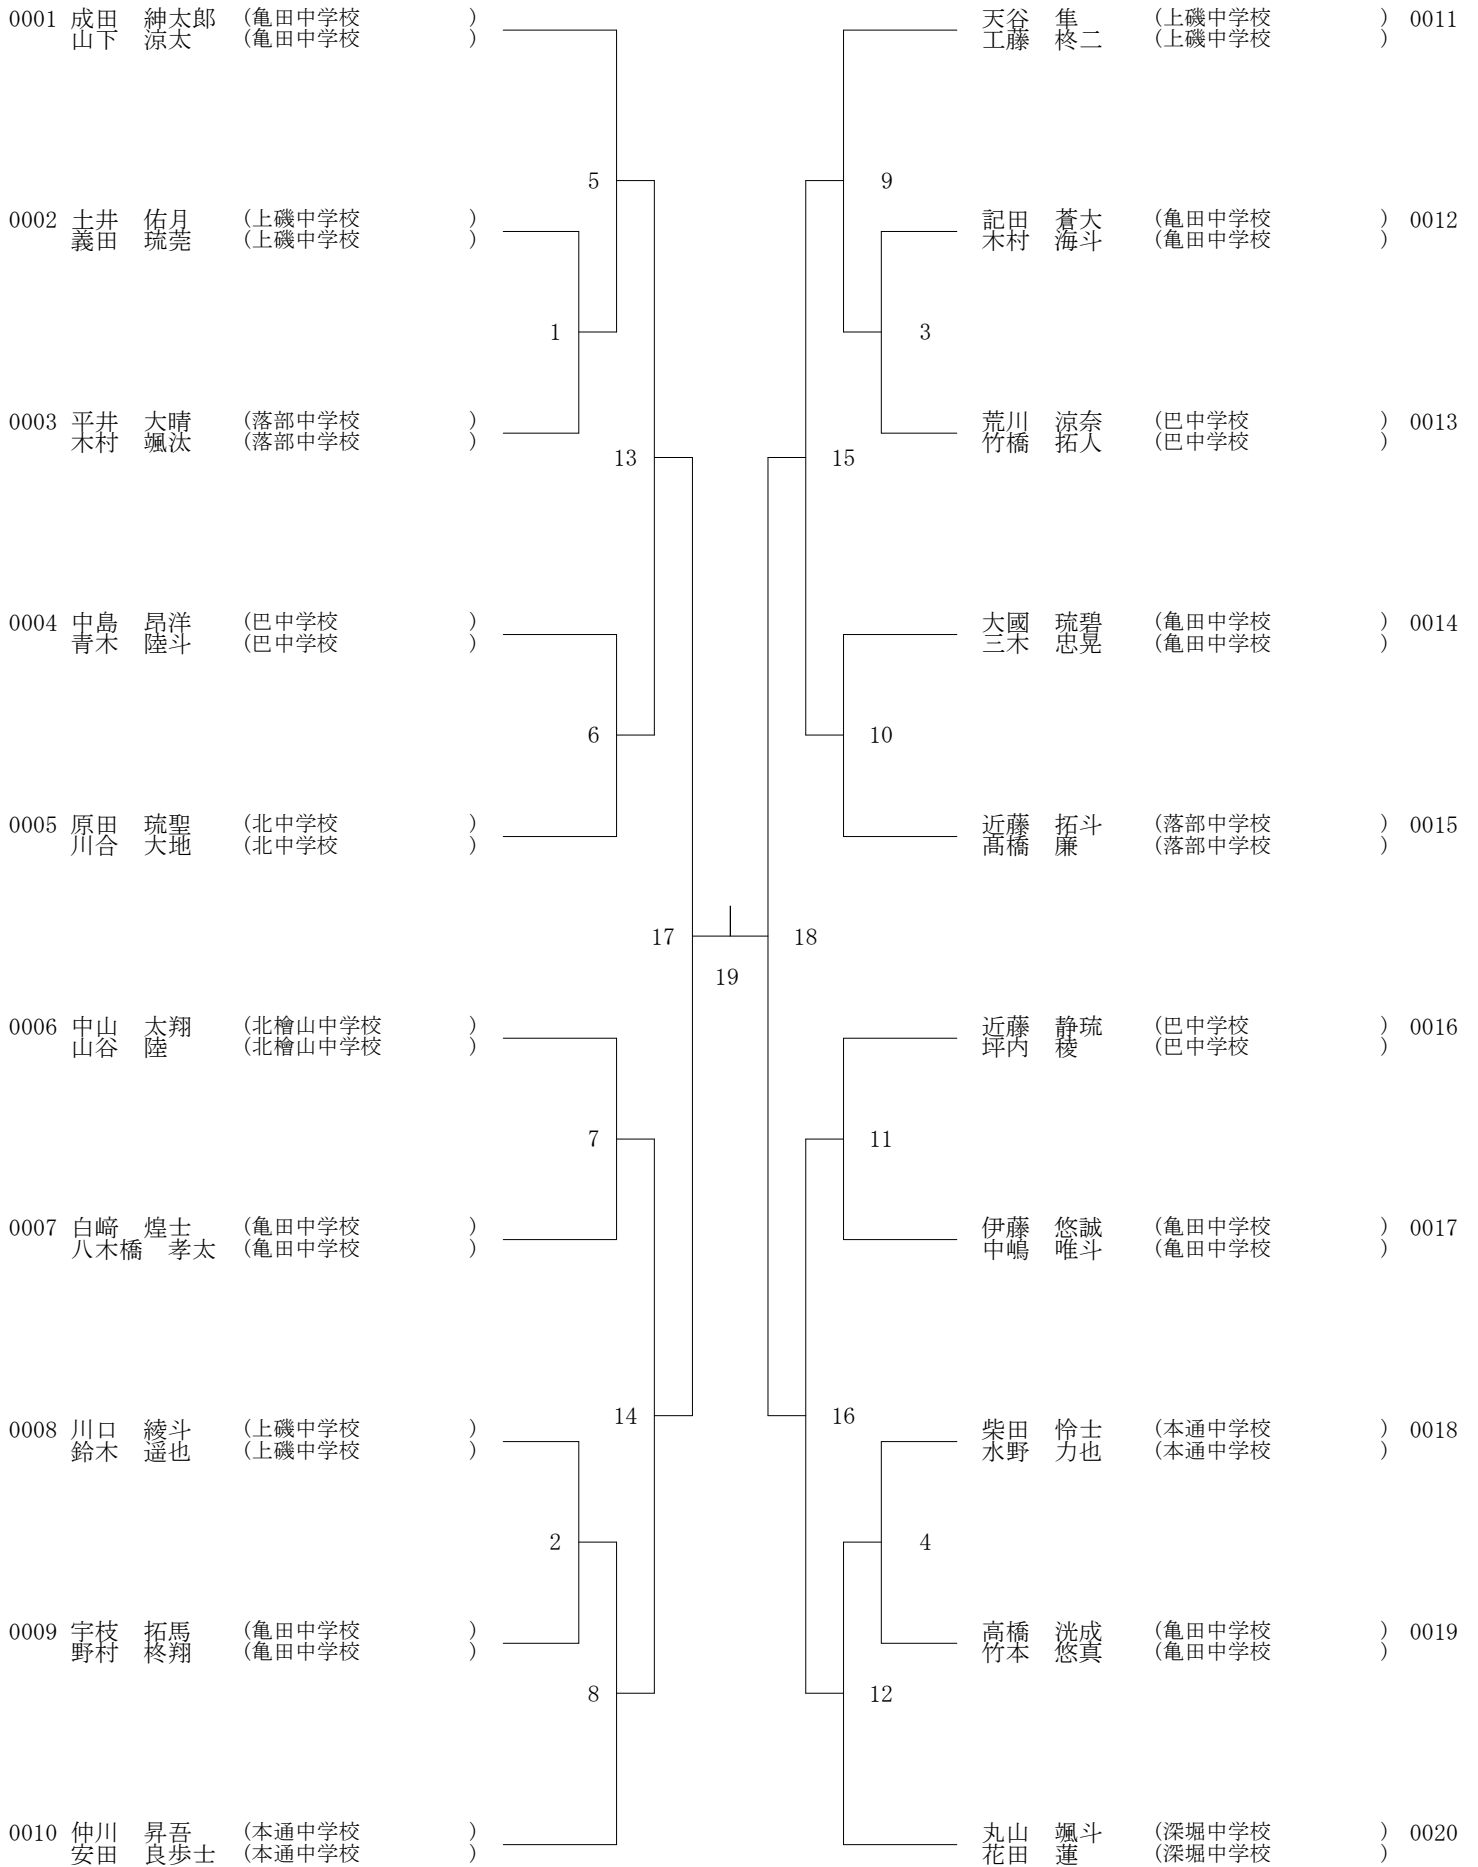 0001 成田　紳太郎 (亀田中学校 )
山下　涼太 (亀田中学校 )
5
0002 土井　佑月 (上磯中学校 )
義田　琉莞 (上磯中学校 )
1
0003 平井　大晴 (落部中学校 )
木村　颯汰 (落部中学校 )
13
0004 中島　昂洋 (巴中学校 )
青木　陸斗 (巴中学校 )
6
0005 原田　琉聖 (北中学校 )
川合　大地 (北中学校 )
17
0006 中山　太翔 (北檜山中学校 )
山谷　陸 (北檜山中学校 )
7
0007 白﨑　煌士 (亀田中学校 )
八木橋　孝太 (亀田中学校 )
14
0008 川口　綾斗 (上磯中学校 )
鈴木　遥也 (上磯中学校 )
2
0009 宇枝　拓馬 (亀田中学校 )
野村　柊翔 (亀田中学校 )
8
0010 仲川　昇吾 (本通中学校 )
安田　良歩士 (本通中学校 )
19
天谷　隼 (上磯中学校 ) 0011
工藤　柊二 (上磯中学校 )
9
記田　蒼大 (亀田中学校 ) 0012
木村　海斗 (亀田中学校 )
3
荒川　涼奈 (巴中学校 ) 0013
竹橋　拓人 (巴中学校 )
15
大國　琉碧 (亀田中学校 ) 0014
三木　忠晃 (亀田中学校 )
10
近藤　拓斗 (落部中学校 ) 0015
髙橋　廉 (落部中学校 )
18
近藤　静琉 (巴中学校 ) 0016
坪内　稜 (巴中学校 )
11
伊藤　悠誠 (亀田中学校 ) 0017
中嶋　唯斗 (亀田中学校 )
16
柴田　怜士 (本通中学校 ) 0018
水野　力也 (本通中学校 )
4
高橋　洸成 (亀田中学校 ) 0019
竹本　悠真 (亀田中学校 )
12
丸山　颯斗 (深堀中学校 ) 0020
花田　蓮 (深堀中学校 )